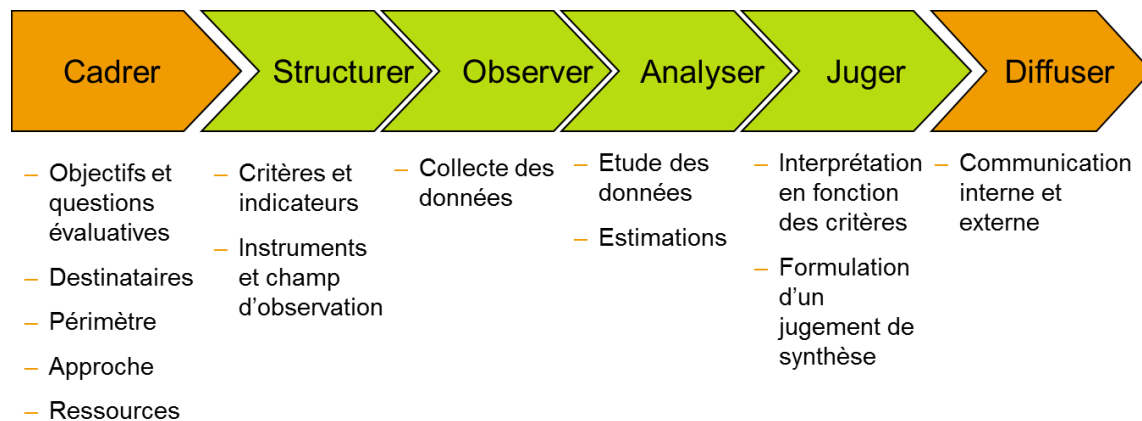 Cadrer
Structurer
Observer
Analyser
Juger
Diffuser
– Objectifs et
questions
évaluatives
– Destinataires
– Périmètre
– Approche
– Ressources
– Critères et
indicateurs
– Instruments
et champ
d’observation
– Collecte des
données
– Etude des
données
– Estimations
– Interprétation
en fonction
des critères
– Formulation
d’un
jugement de
synthèse
– Communication
interne et
externe